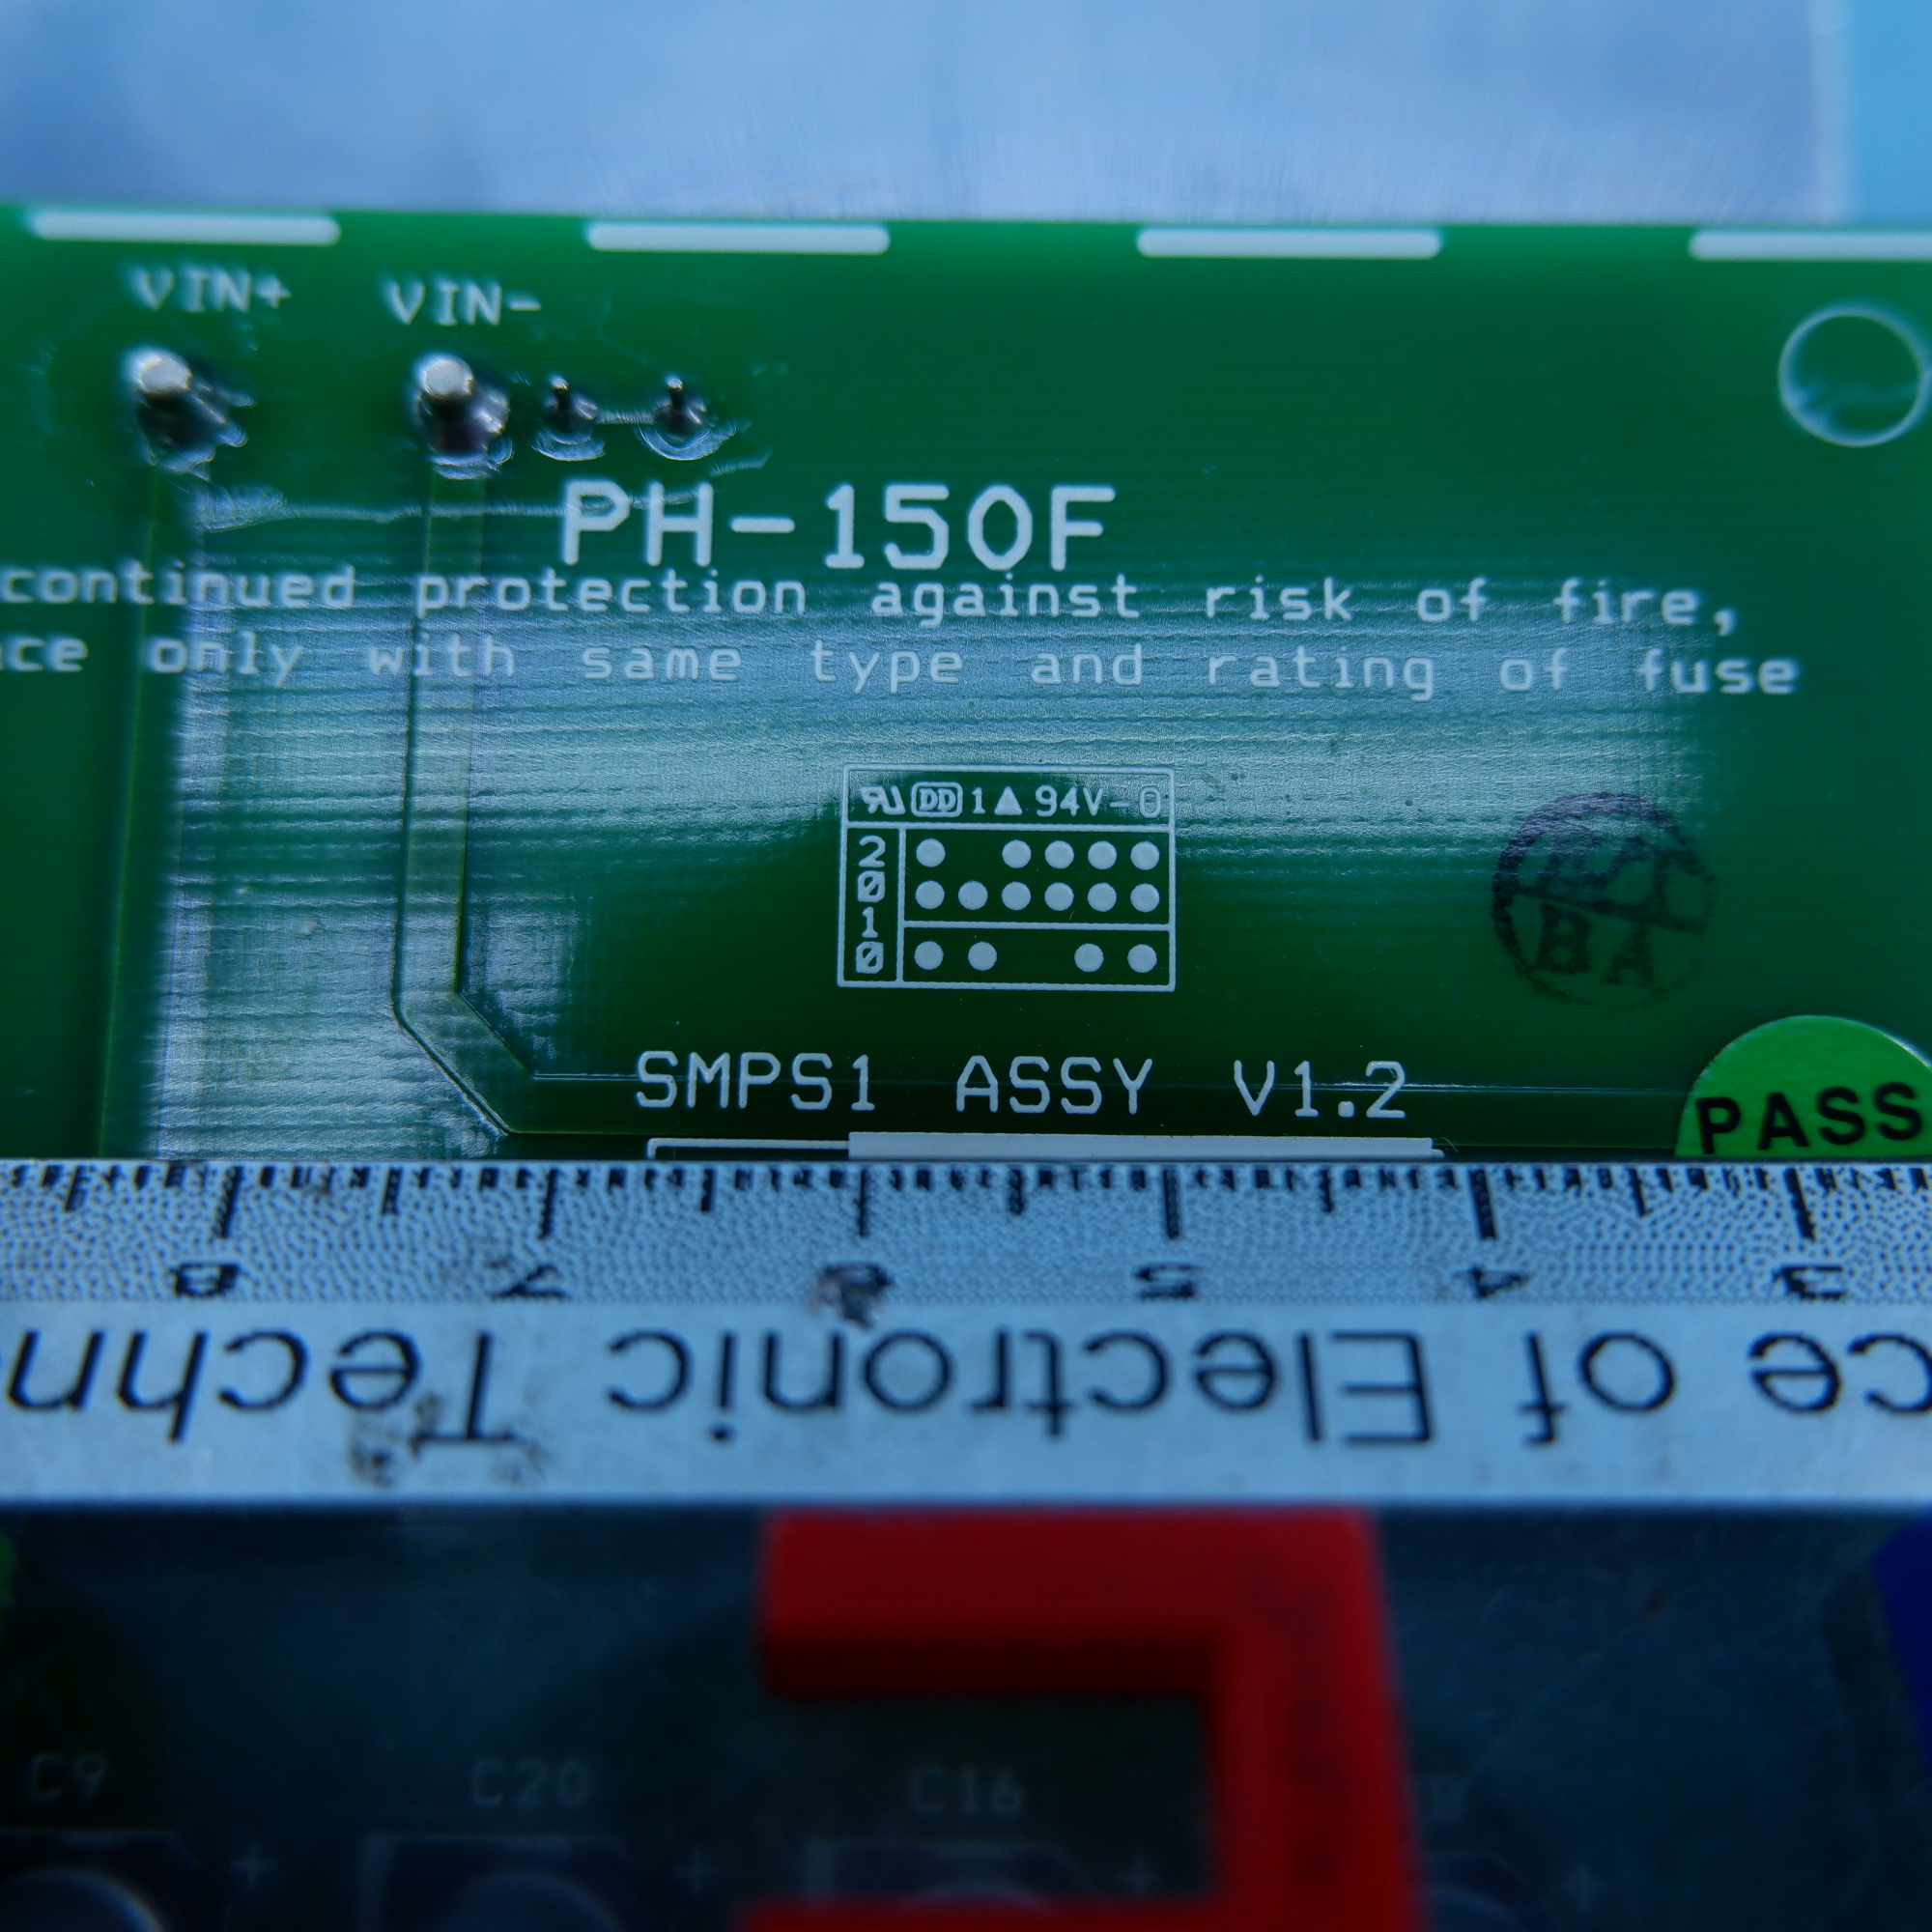 VIN+ VIN-
PH-150F
continued protection against risk of fire,
ce only with same type and rating of fuse
DD 1 ▲ 94V-0
2010
SMPS1 ASSY V1.2
BA
PASS
8 7 6 5 4 3
ce of Electronic Techn
C9 C20 C16